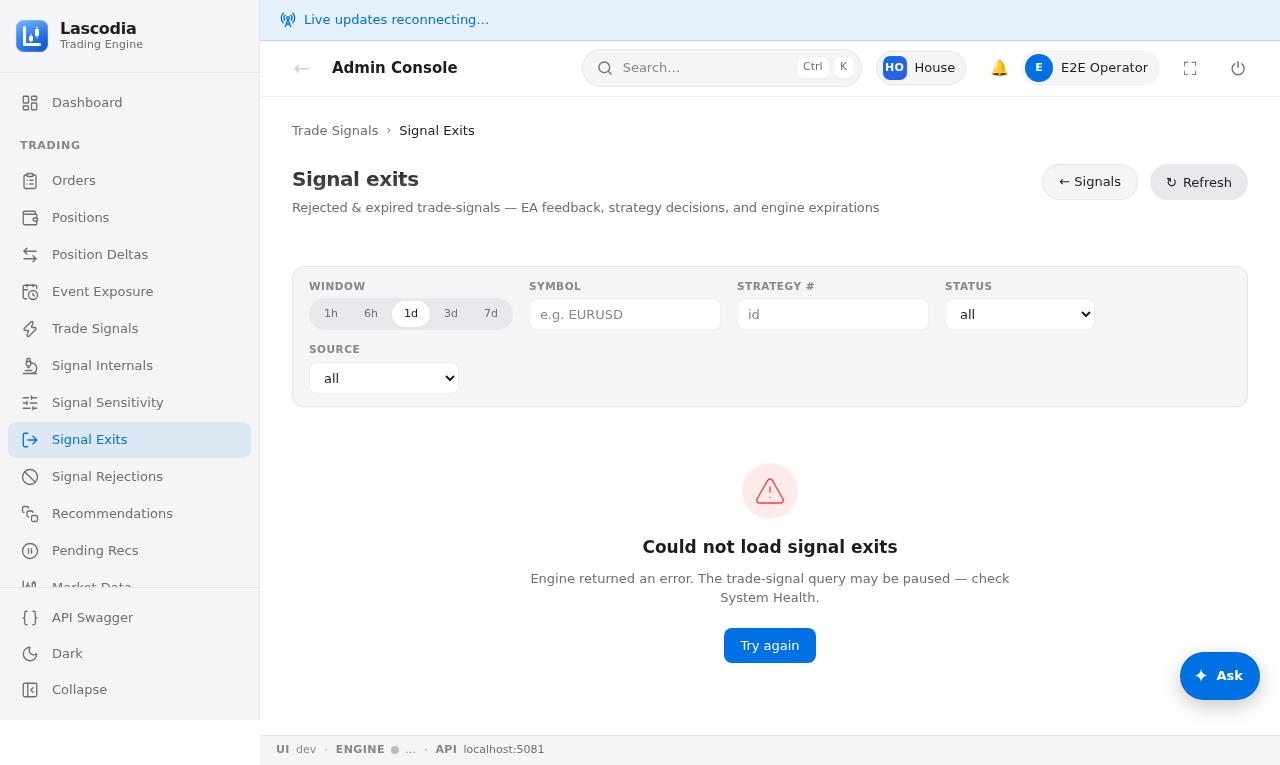 Lascodia
Trading Engine
Dashboard
TRADING
Orders
Positions
Position Deltas
Event Exposure
Trade Signals
Signal Internals
Signal Sensitivity
Signal Exits
Signal Rejections
Recommendations
Pending Recs
Market Data
API Swagger
Dark
Collapse
Live updates reconnecting…
← Admin Console
Search… Ctrl K
HO House
E E2E Operator
Trade Signals › Signal Exits
Signal exits
← Signals
↻ Refresh
Rejected & expired trade-signals — EA feedback, strategy decisions, and engine expirations
WINDOW SYMBOL STRATEGY # STATUS
1h 6h 1d 3d 7d e.g. EURUSD id all
SOURCE
all
Could not load signal exits
Engine returned an error. The trade-signal query may be paused — check
System Health.
Try again
✦ Ask
UI dev · ENGINE ... · API localhost:5081